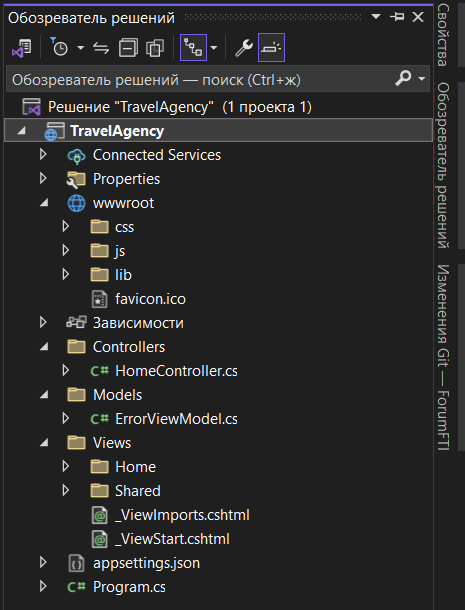 Обозреватель решений
Обозреватель решений — поиск (Ctrl+ж)
Решение "TravelAgency" (1 проекта 1)
TravelAgency
Connected Services
Properties
wwwroot
css
js
lib
favicon.ico
Зависимости
Controllers
C# HomeController.cs
Models
C# ErrorViewModel.cs
Views
Home
Shared
_ViewImports.cshtml
_ViewStart.cshtml
appsettings.json
C# Program.cs
Свойства
Обозреватель решений
Изменения Git — ForumFTI